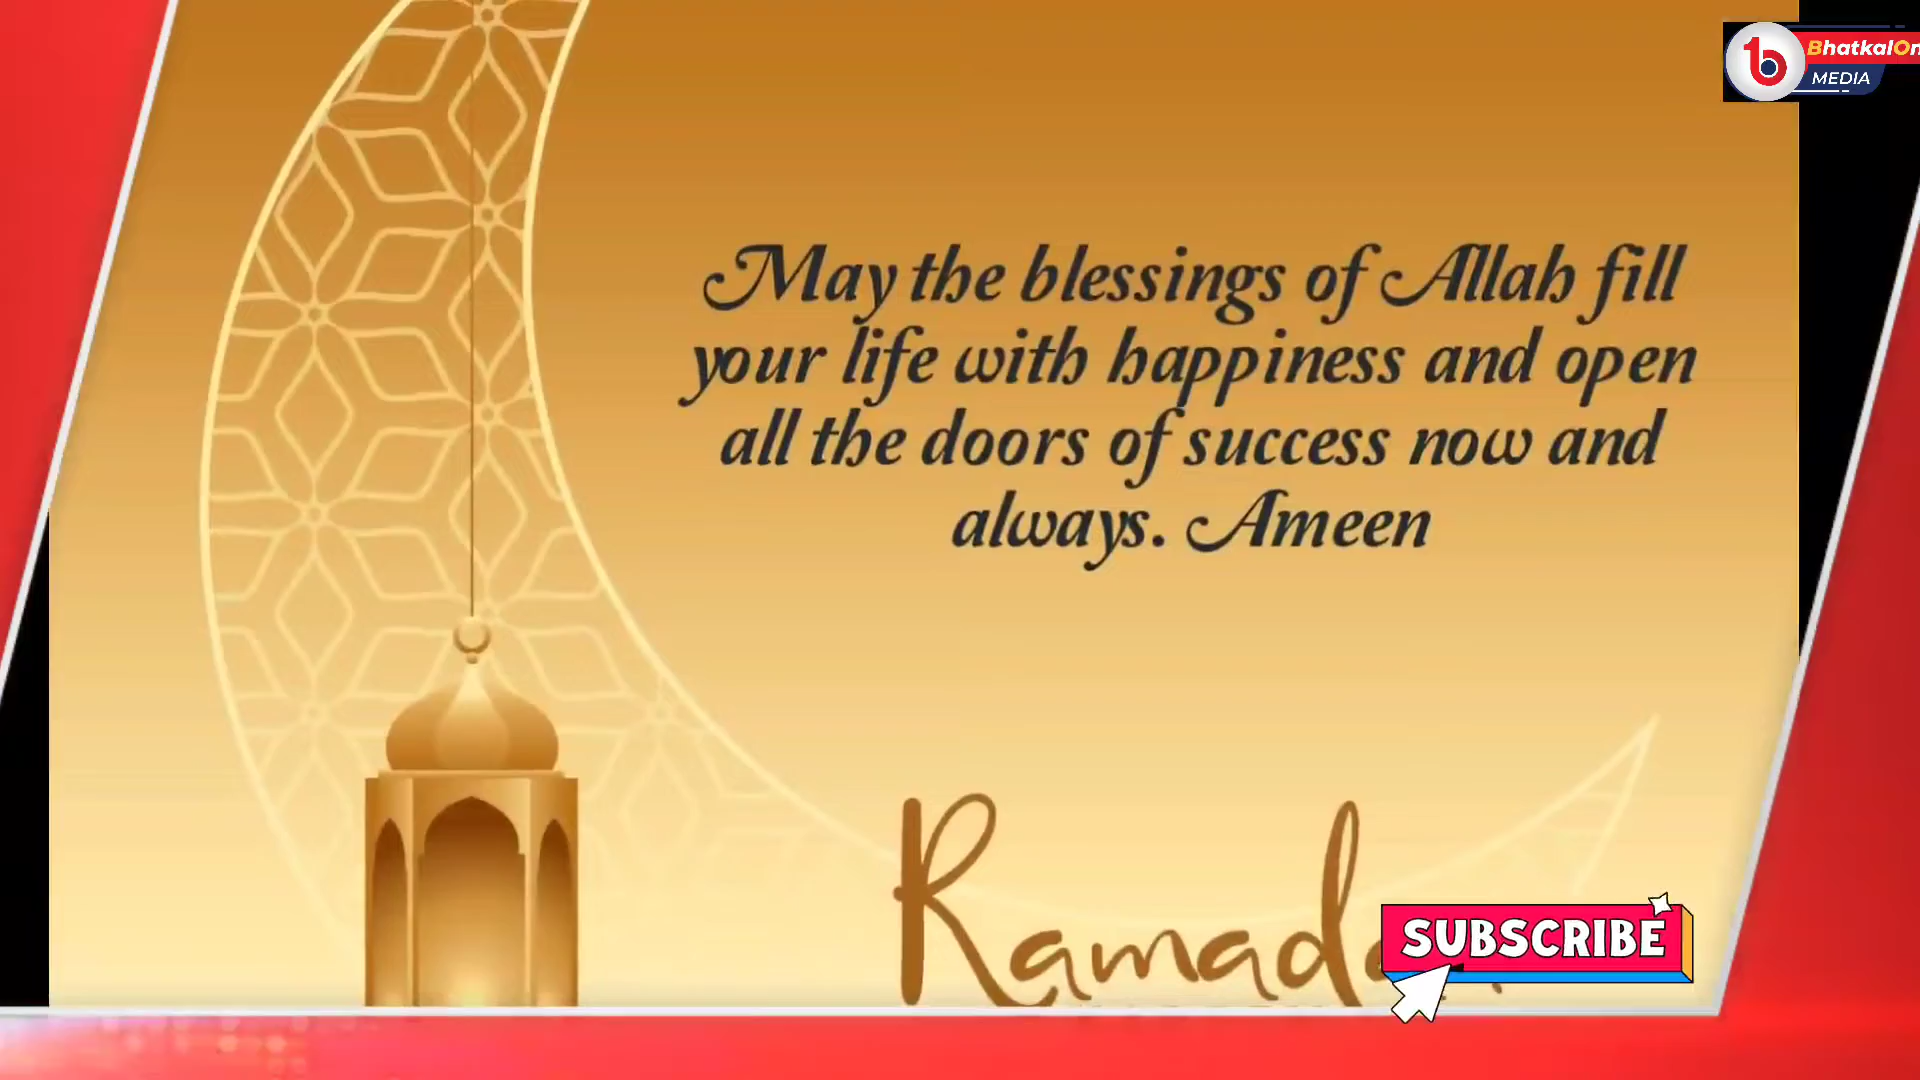 BhatkalOn
MEDIA
May the blessings of Allah fill
your life with happiness and open
all the doors of success now and
always. Ameen
SUBSCRIBE